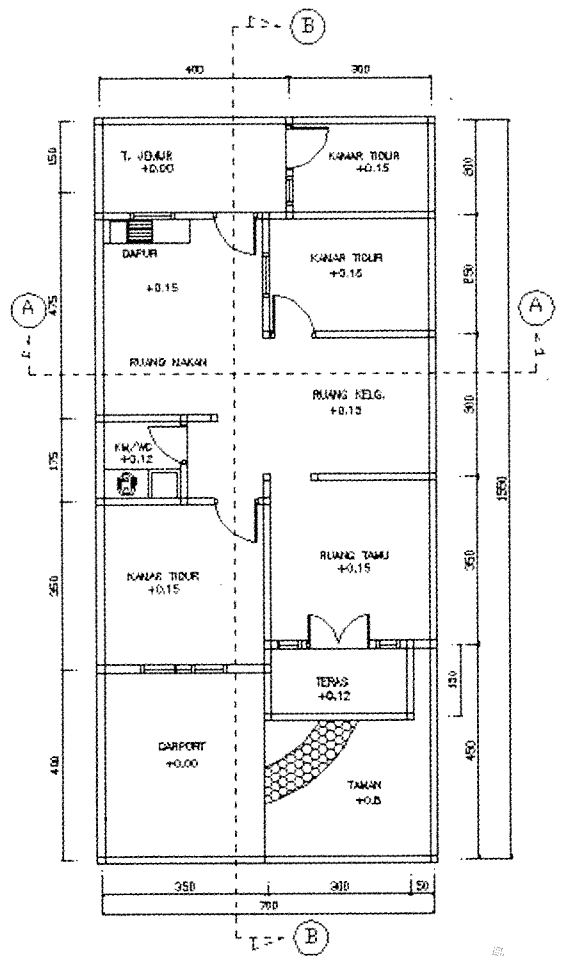 B
400 300
T. JEMUR
+0.00
KAMAR TIDUR
+0.15
150
200
DAPUR
+0.15
KAMAR TIDUR
+0.15
250
A
475
A
RUANG MAKAN
RUANG KELG.
+0.15
300
KM/WC
+0.12
175
1550
KAMAR TIDUR
+0.15
350
RUANG TAMU
+0.15
350
TERAS
+0.12
150
CARPORT
+0.00
400
TAMAN
450
350 300 50
700
B